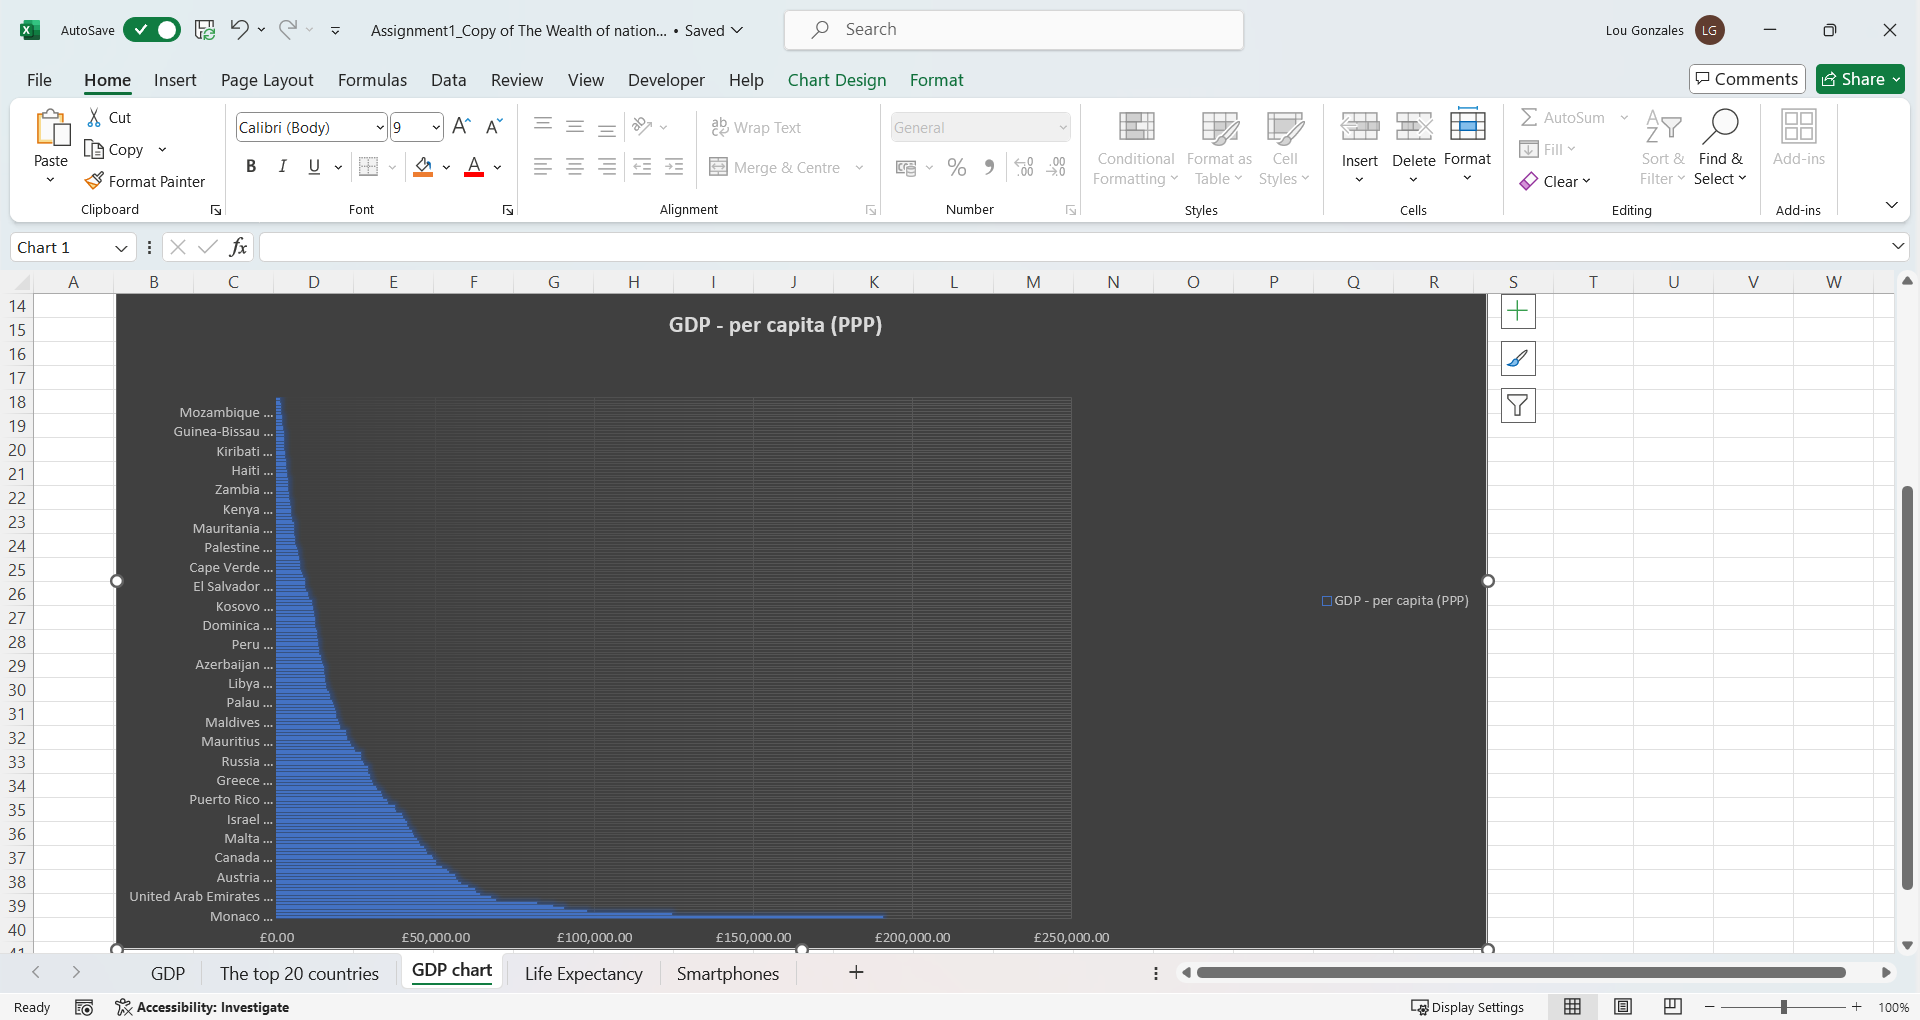 AutoSave
Assignment1_Copy of The Wealth of nation... • Saved
Search
Lou Gonzales
LG
File Home Insert Page Layout Formulas Data Review View Developer Help Chart Design Format
Comments
Share
Paste
Cut
Copy
Format Painter
Clipboard
Calibri (Body)
9
B I U
Font
Wrap Text
Merge & Centre
Alignment
General
Number
Conditional
Formatting
Format as
Table
Cell
Styles
Styles
Insert
Delete
Format
Cells
AutoSum
Fill
Clear
Sort &
Filter
Find &
Select
Editing
Add-ins
Add-ins
Chart 1
fx
A B C D E F G H I J K L M N O P Q R S T U V W
14
15
16
17
18
19
20
21
22
23
24
25
26
27
28
29
30
31
32
33
34
35
36
37
38
39
40
41
GDP - per capita (PPP)
Mozambique ...
Guinea-Bissau ...
Kiribati ...
Haiti ...
Zambia ...
Kenya ...
Mauritania ...
Palestine ...
Cape Verde ...
El Salvador ...
Kosovo ...
Dominica ...
Peru ...
Azerbaijan ...
Libya ...
Palau ...
Maldives ...
Mauritius ...
Russia ...
Greece ...
Puerto Rico ...
Israel ...
Malta ...
Canada ...
Austria ...
United Arab Emirates ...
Monaco ...
£0.00 £50,000.00 £100,000.00 £150,000.00 £200,000.00 £250,000.00
GDP - per capita (PPP)
GDP The top 20 countries GDP chart Life Expectancy Smartphones
Ready
Accessibility: Investigate
Display Settings
100%